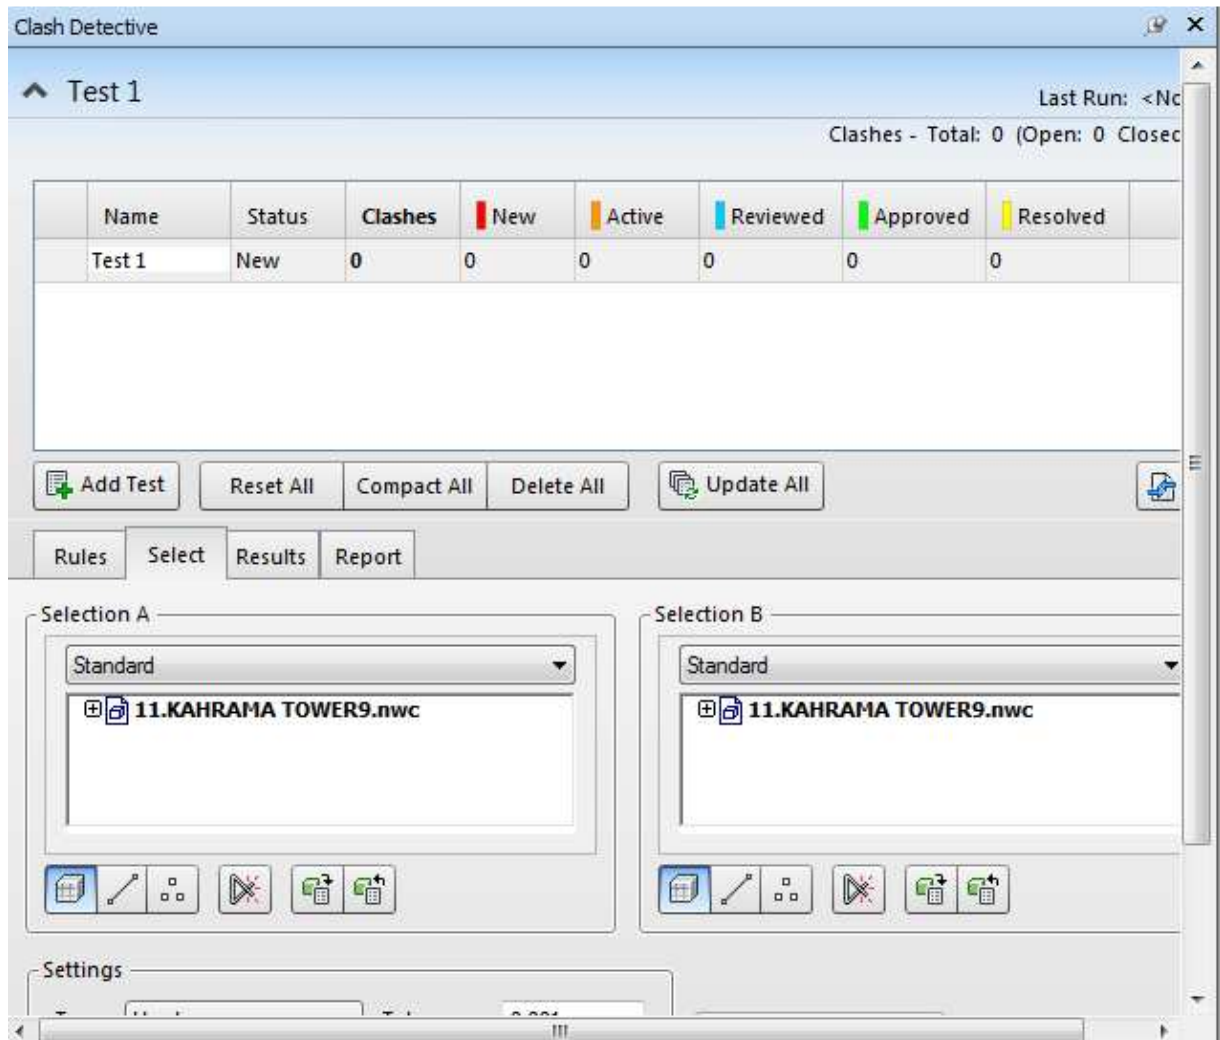 Clash Detective
Test 1
Last Run: <No
Clashes - Total: 0 (Open: 0 Closed
Name Status Clashes New Active Reviewed Approved Resolved
Test 1 New 0 0 0 0 0 0
Add Test Reset All Compact All Delete All Update All
Rules Select Results Report
Selection A Selection B
Standard Standard
11.KAHRAMA TOWER9.nwc 11.KAHRAMA TOWER9.nwc
Settings